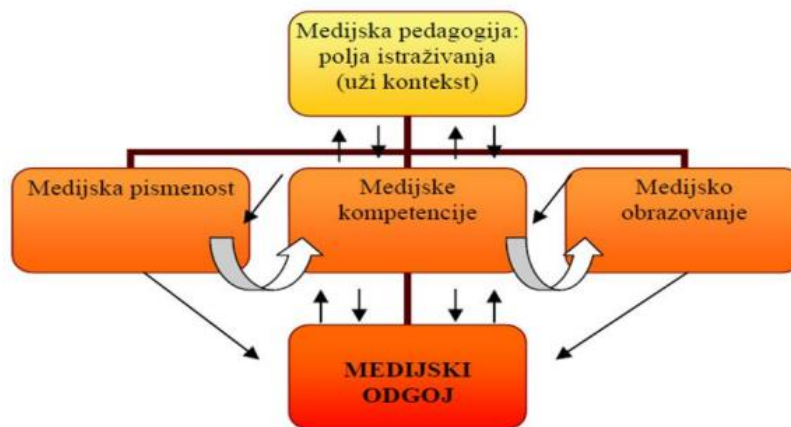 Medijska pedagogija:
polja istraživanja
(uži kontekst)
Medijska pismenost
Medijske
kompetencije
Medijsko
obrazovanje
MEDIJSKI
ODGOJ